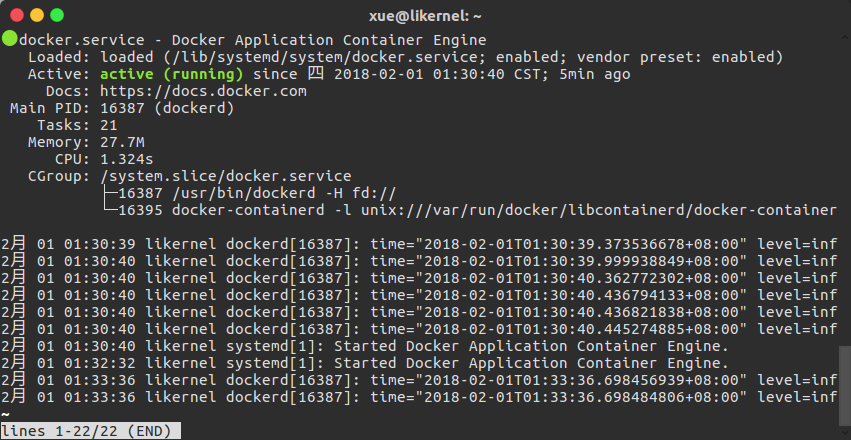 xue@likernel: ~
docker.service - Docker Application Container Engine
Loaded: loaded (/lib/systemd/system/docker.service; enabled; vendor preset: enabled)
Active: active (running) since 四 2018-02-01 01:30:40 CST; 5min ago
Docs: https://docs.docker.com
Main PID: 16387 (dockerd)
Tasks: 21
Memory: 27.7M
CPU: 1.324s
CGroup: /system.slice/docker.service
├─16387 /usr/bin/dockerd -H fd://
└─16395 docker-containerd -l unix:///var/run/docker/libcontainerd/docker-container
2月 01 01:30:39 likernel dockerd[16387]: time="2018-02-01T01:30:39.373536678+08:00" level=inf
2月 01 01:30:40 likernel dockerd[16387]: time="2018-02-01T01:30:39.999938849+08:00" level=inf
2月 01 01:30:40 likernel dockerd[16387]: time="2018-02-01T01:30:40.362772302+08:00" level=inf
2月 01 01:30:40 likernel dockerd[16387]: time="2018-02-01T01:30:40.436794133+08:00" level=inf
2月 01 01:30:40 likernel dockerd[16387]: time="2018-02-01T01:30:40.436821838+08:00" level=inf
2月 01 01:30:40 likernel dockerd[16387]: time="2018-02-01T01:30:40.445274885+08:00" level=inf
2月 01 01:30:40 likernel systemd[1]: Started Docker Application Container Engine.
2月 01 01:32:32 likernel systemd[1]: Started Docker Application Container Engine.
2月 01 01:33:36 likernel dockerd[16387]: time="2018-02-01T01:33:36.698456939+08:00" level=inf
2月 01 01:33:36 likernel dockerd[16387]: time="2018-02-01T01:33:36.698484806+08:00" level=inf
~
lines 1-22/22 (END)